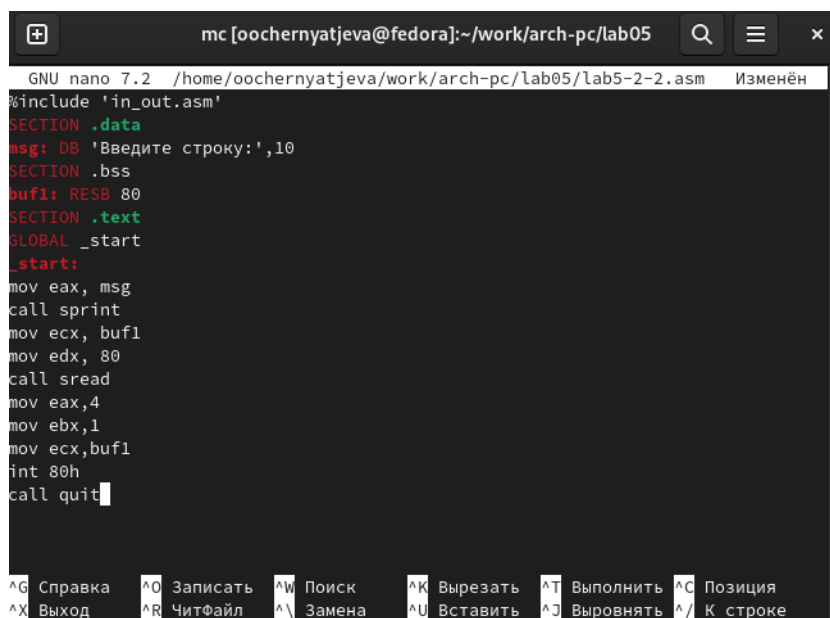 mc [oochernyatjeva@fedora]:~/work/arch-pc/lab05
GNU nano 7.2 /home/oochernyatjeva/work/arch-pc/lab05/lab5-2-2.asm Изменён
%include 'in_out.asm'
SECTION .data
msg: DB 'Введите строку:',10
SECTION .bss
buf1: RESB 80
SECTION .text
GLOBAL _start
_start:
mov eax, msg
call sprint
mov ecx, buf1
mov edx, 80
call sread
mov eax,4
mov ebx,1
mov ecx,buf1
int 80h
call quit
^G Справка ^O Записать ^W Поиск ^K Вырезать ^T Выполнить ^C Позиция
^X Выход ^R ЧитФайл ^\ Замена ^U Вставить ^J Выровнять ^/ К строке